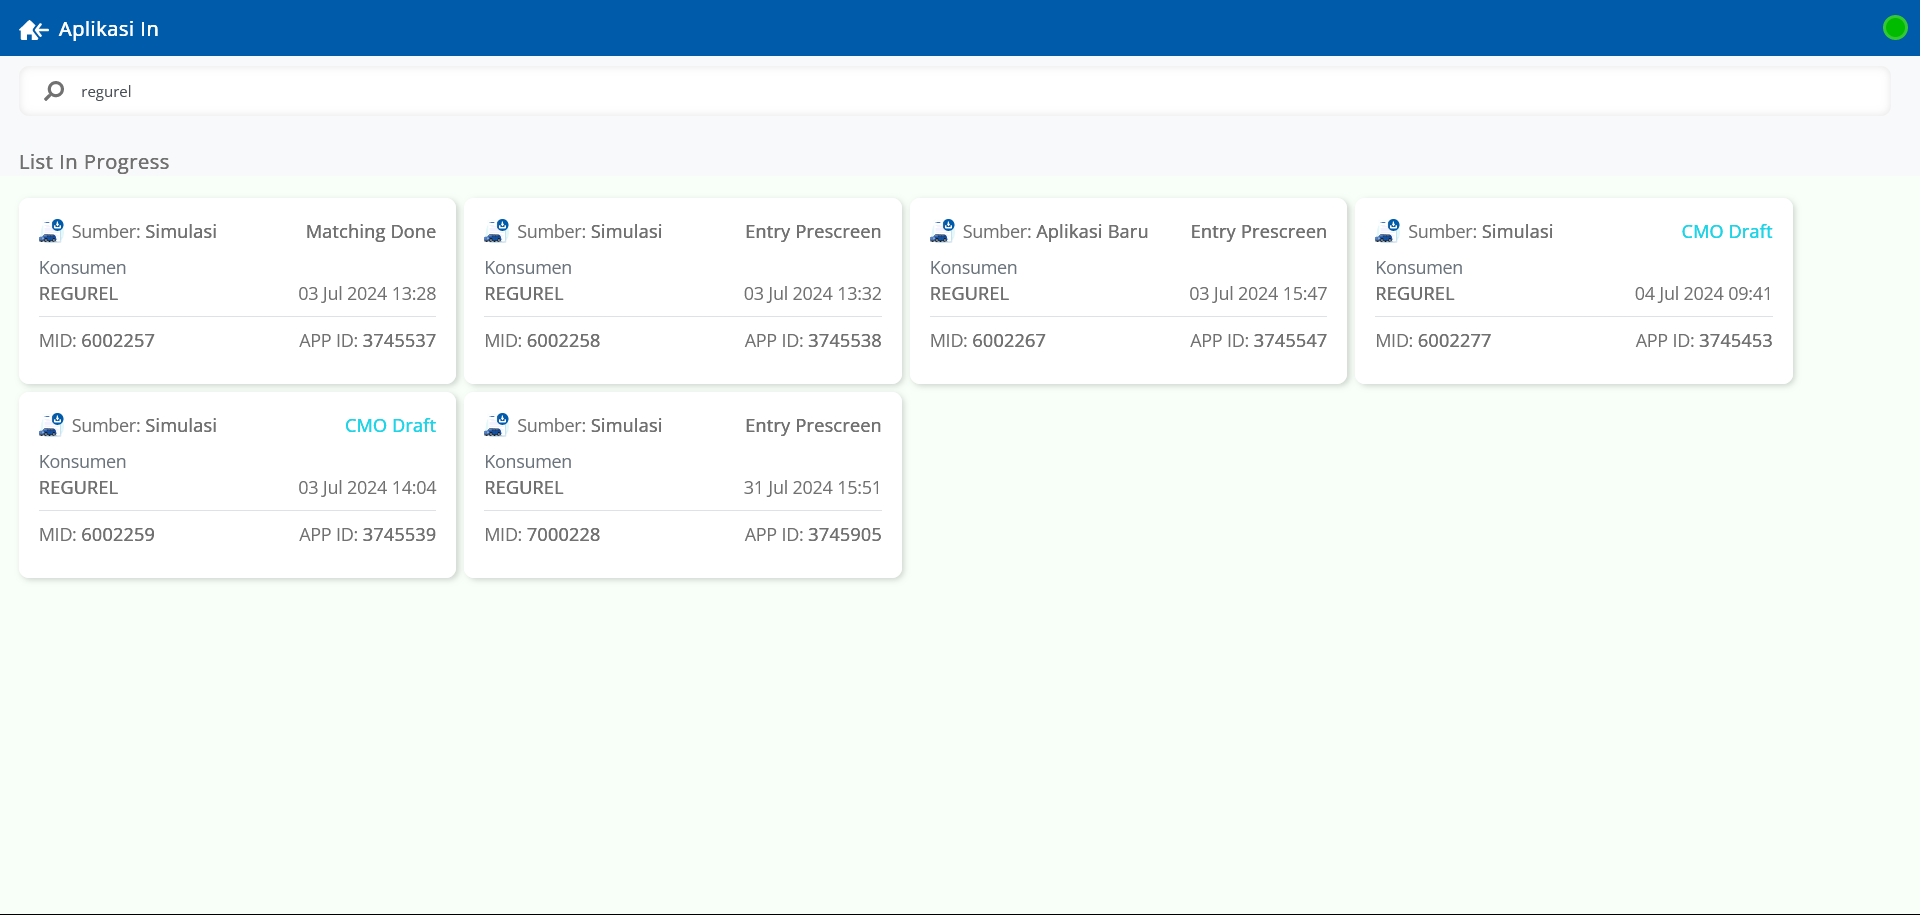 Aplikasi In
regurel
List In Progress
Sumber: Simulasi Matching Done
Konsumen
REGUREL 03 Jul 2024 13:28
MID: 6002257 APP ID: 3745537
Sumber: Simulasi Entry Prescreen
Konsumen
REGUREL 03 Jul 2024 13:32
MID: 6002258 APP ID: 3745538
Sumber: Aplikasi Baru Entry Prescreen
Konsumen
REGUREL 03 Jul 2024 15:47
MID: 6002267 APP ID: 3745547
Sumber: Simulasi CMO Draft
Konsumen
REGUREL 04 Jul 2024 09:41
MID: 6002277 APP ID: 3745453
Sumber: Simulasi CMO Draft
Konsumen
REGUREL 03 Jul 2024 14:04
MID: 6002259 APP ID: 3745539
Sumber: Simulasi Entry Prescreen
Konsumen
REGUREL 31 Jul 2024 15:51
MID: 7000228 APP ID: 3745905